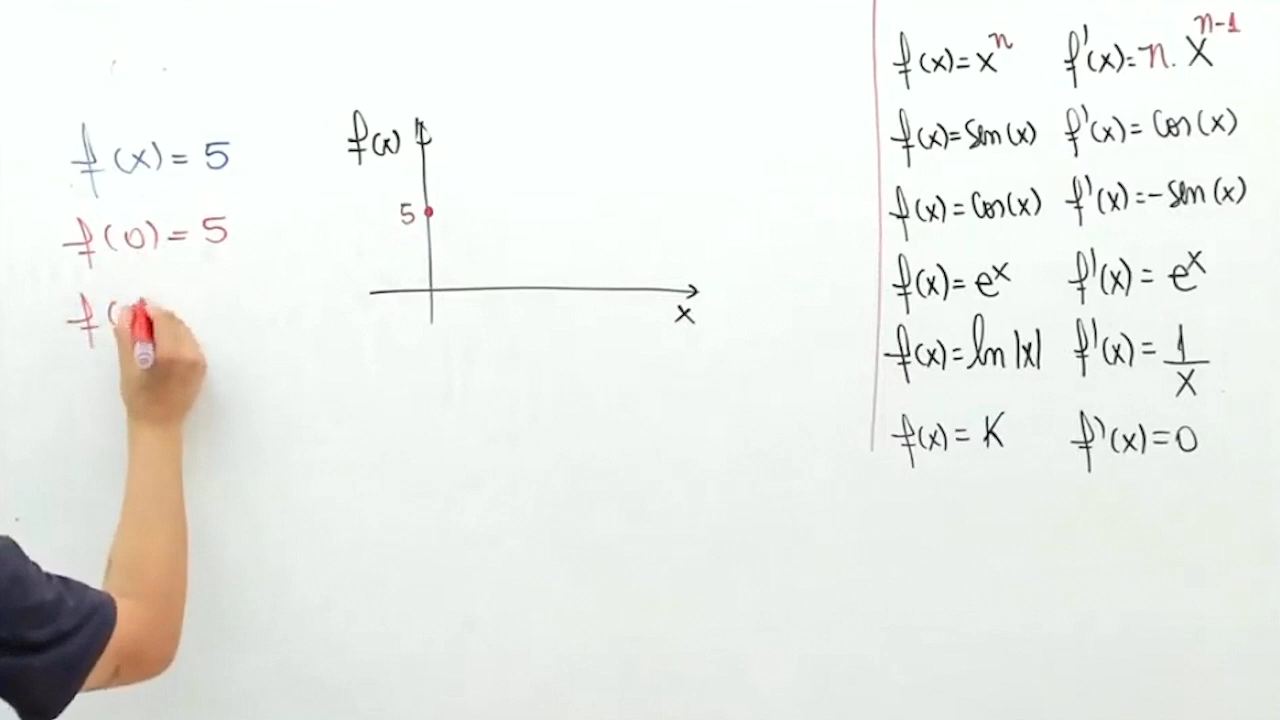 f(x) = 5
f(0) = 5
f(
f(x)
5
x
f(x) = x^n f'(x) = n. x^{n-1}
f(x) = Sen(x) f'(x) = Cos(x)
f(x) = Cos(x) f'(x) = -Sen(x)
f(x) = e^x f'(x) = e^x
f(x) = ln |x| f'(x) = 1/x
f(x) = K f'(x) = 0